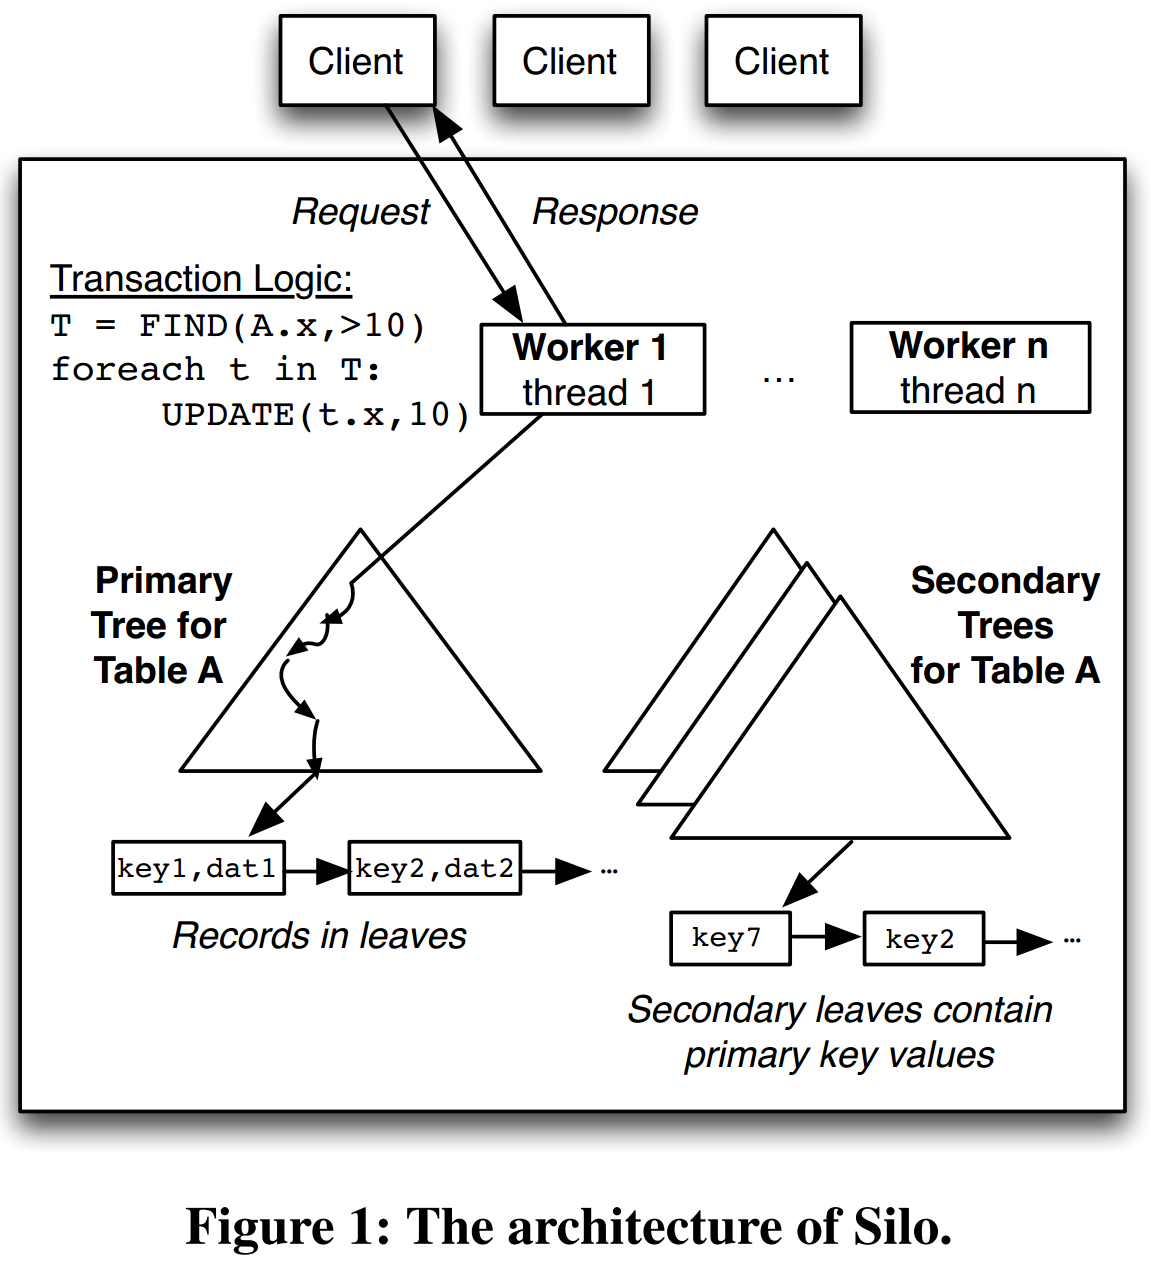 Client
Client
Client
Request
Response
Transaction Logic:
T = FIND(A.x,>10)
foreach t in T:
UPDATE(t.x,10)
Worker 1
thread 1
...
Worker n
thread n
Primary
Tree for
Table A
Secondary
Trees
for Table A
key1,dat1
key2,dat2
...
Records in leaves
key7
key2
...
Secondary leaves contain
primary key values
Figure 1: The architecture of Silo.